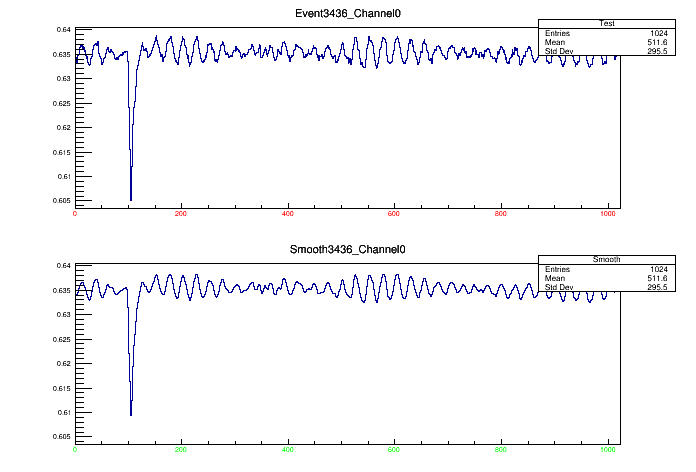 Event3436_Channel0
Test
Entries 1024
Mean 511.6
Std Dev 295.5
0.64
0.635
0.63
0.625
0.62
0.615
0.61
0.605
0 200 400 600 800 1000
Smooth3436_Channel0
Smooth
Entries 1024
Mean 511.6
Std Dev 295.5
0.64
0.635
0.63
0.625
0.62
0.615
0.61
0.605
0 200 400 600 800 1000